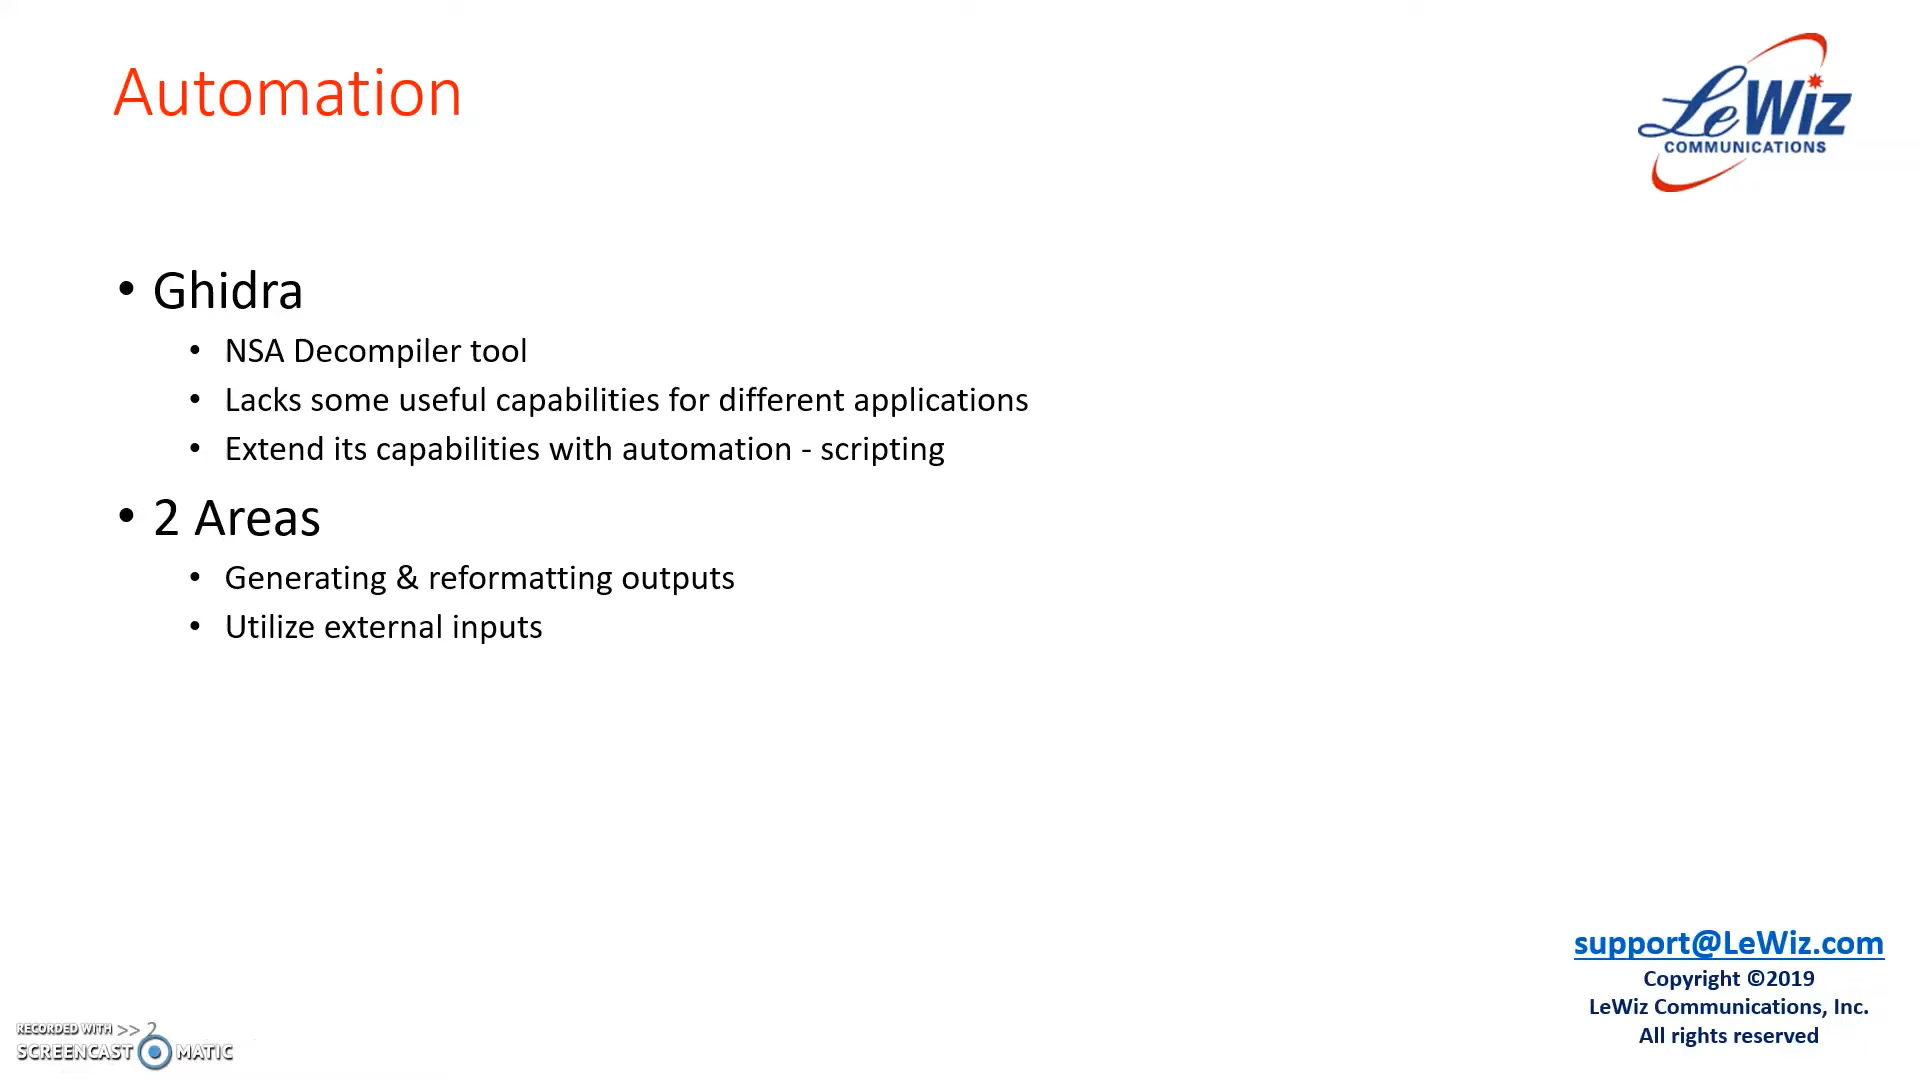 Automation
LeWiz
COMMUNICATIONS
• Ghidra
• NSA Decompiler tool
• Lacks some useful capabilities for different applications
• Extend its capabilities with automation - scripting
• 2 Areas
• Generating & reformatting outputs
• Utilize external inputs
support@LeWiz.com
Copyright ©2019
LeWiz Communications, Inc.
All rights reserved
RECORDED WITH >> 2
SCREENCAST MATIC